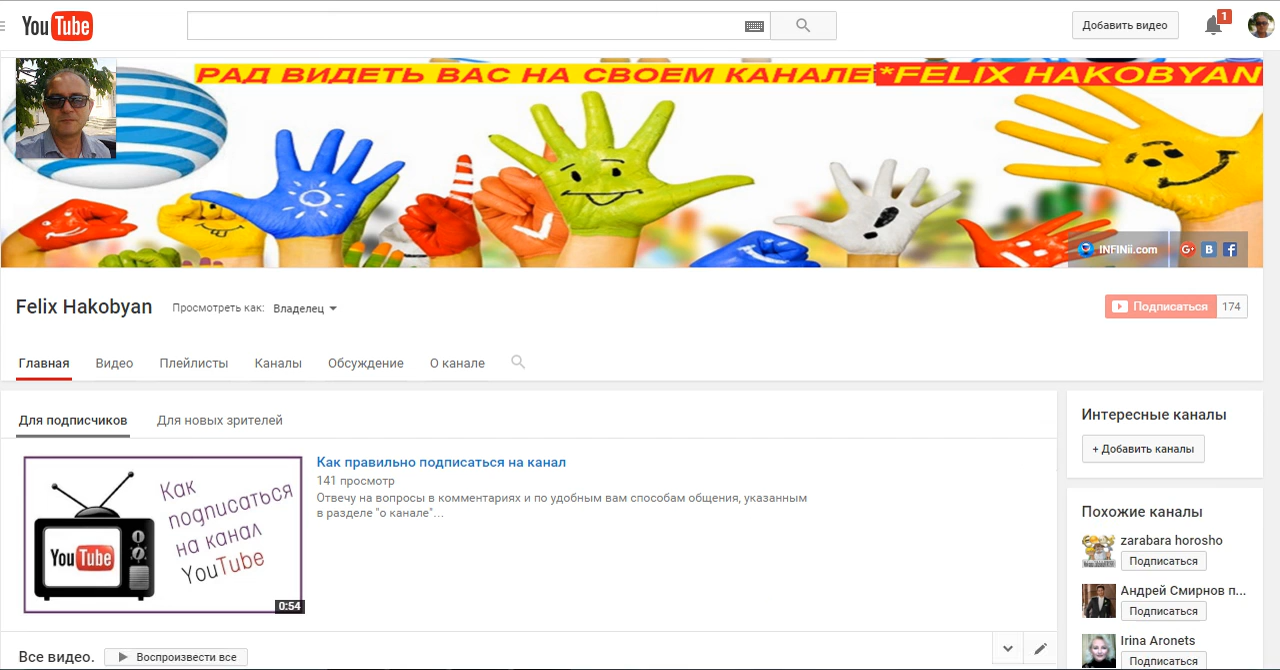 YouTube
Добавить видео
1
РАД ВИДЕТЬ ВАС НА СВОЕМ КАНАЛЕ *FELIX HAKOBYAN
INFINii.com
Felix Hakobyan
Просмотреть как: Владелец
Подписаться 174
Главная Видео Плейлисты Каналы Обсуждение О канале
Для подписчиков Для новых зрителей
Как
подписаться
на канал
YouTube
YouTube
0:54
Как правильно подписаться на канал
141 просмотр
Отвечу на вопросы в комментариях и по удобным вам способам общения, указанным
в разделе "о канале"...
Все видео. Воспроизвести все
Интересные каналы
+ Добавить каналы
Похожие каналы
zarabara horosho
Подписаться
Андрей Смирнов п...
Подписаться
Irina Aronets
Подписаться